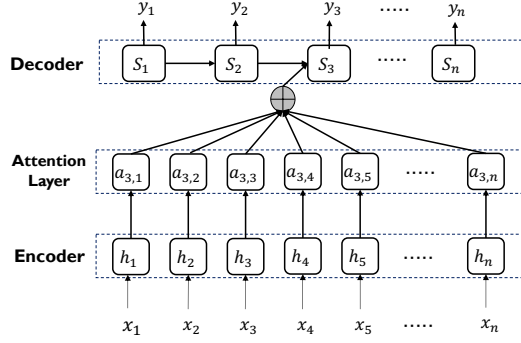 y₁ y₂ y₃ ····· yₙ
Decoder S₁ S₂ S₃ ····· Sₙ
Attention
Layer
a₃,₁ a₃,₂ a₃,₃ a₃,₄ a₃,₅ ····· a₃,ₙ
Encoder h₁ h₂ h₃ h₄ h₅ ····· hₙ
x₁ x₂ x₃ x₄ x₅ ····· xₙ